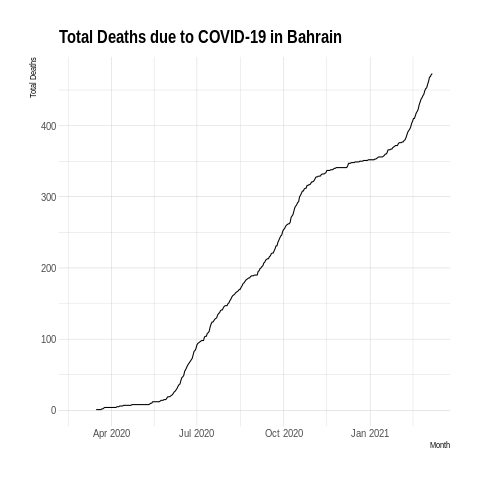 Total Deaths due to COVID-19 in Bahrain
Total Deaths
400
300
200
100
0
Apr 2020 Jul 2020 Oct 2020 Jan 2021
Month